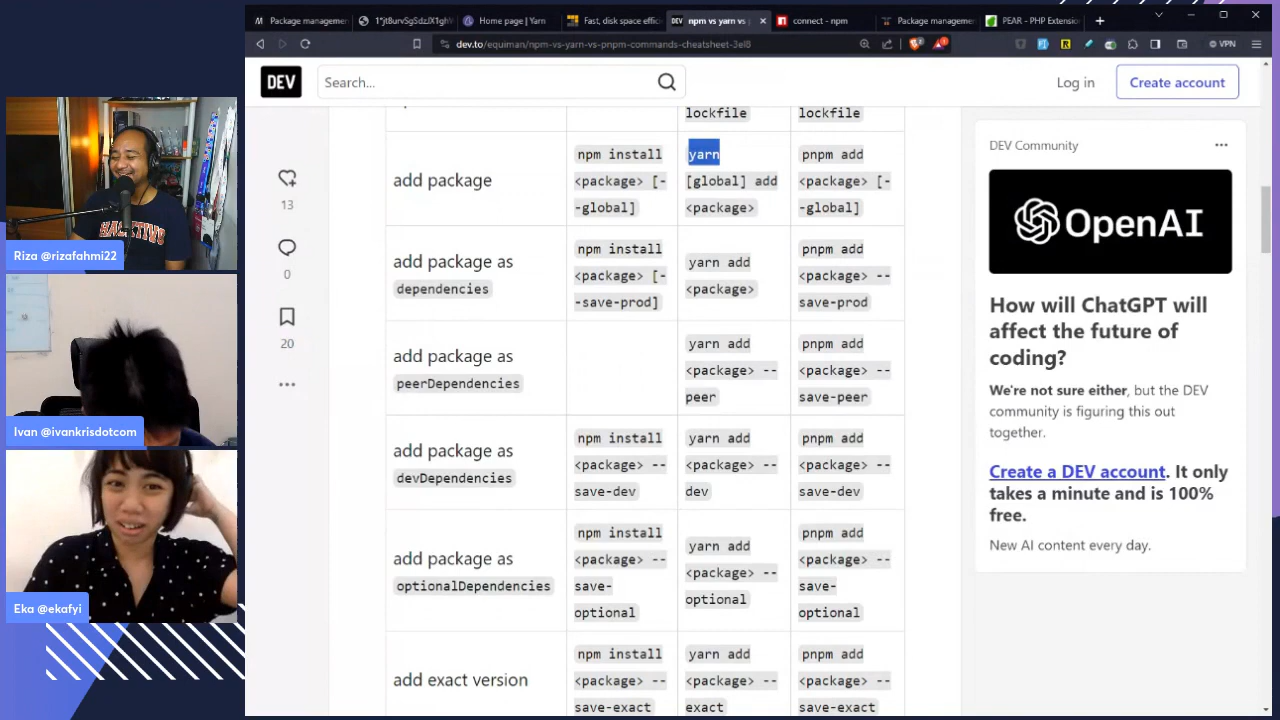 Package managemen
1*jt8urvSgSdzJX1gh
Home page | Yarn
Fast, disk space effici
npm vs yarn vs
connect - npm
Package managemen
PEAR - PHP Extensio
dev.to/equiman/npm-vs-yarn-vs-pnpm-commands-cheatsheet-3el8
VPN
DEV
Search...
Log in
Create account
lockfile
lockfile
add package
npm install
<package> [-
-global]
yarn
[global] add
<package>
pnpm add
<package> [-
-global]
add package as
dependencies
npm install
<package> [-
-save-prod]
yarn add
<package>
pnpm add
<package> --
save-prod
add package as
peerDependencies
yarn add
<package> --
peer
pnpm add
<package> --
save-peer
add package as
devDependencies
npm install
<package> --
save-dev
yarn add
<package> --
dev
pnpm add
<package> --
save-dev
add package as
optionalDependencies
npm install
<package> --
save-
optional
yarn add
<package> --
optional
pnpm add
<package> --
save-
optional
add exact version
npm install
<package> --
save-exact
yarn add
<package> --
exact
pnpm add
<package> --
save-exact
13
0
20
DEV Community
OpenAI
How will ChatGPT will
affect the future of
coding?
We're not sure either, but the DEV
community is figuring this out
together.
Create a DEV account. It only
takes a minute and is 100%
free.
New AI content every day.
HACKTIV8
Riza @rizafahmi22
Ivan @ivankrisdotcom
Eka @ekafyi